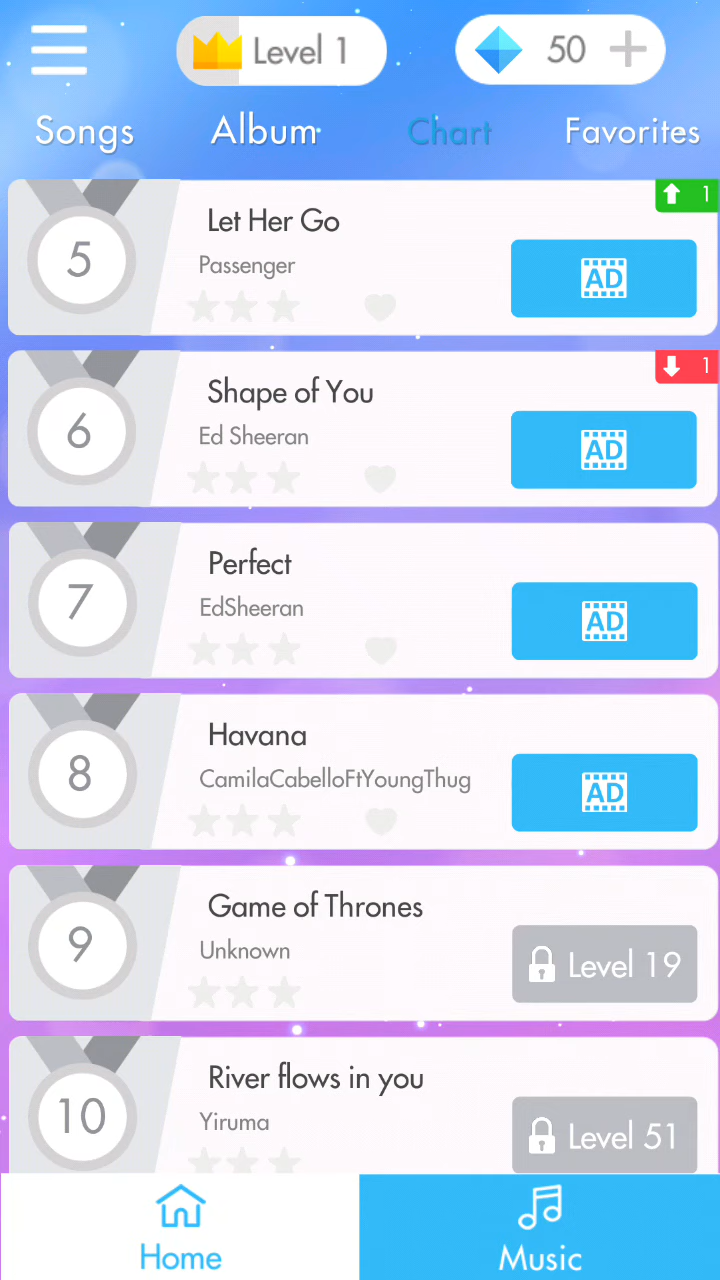 Level 1
50 +
Songs Album Chart Favorites
5
Let Her Go
Passenger
1
AD
6
Shape of You
Ed Sheeran
1
AD
7
Perfect
EdSheeran
AD
8
Havana
CamilaCabelloFtYoungThug
AD
9
Game of Thrones
Unknown
Level 19
10
River flows in you
Yiruma
Level 51
Home Music